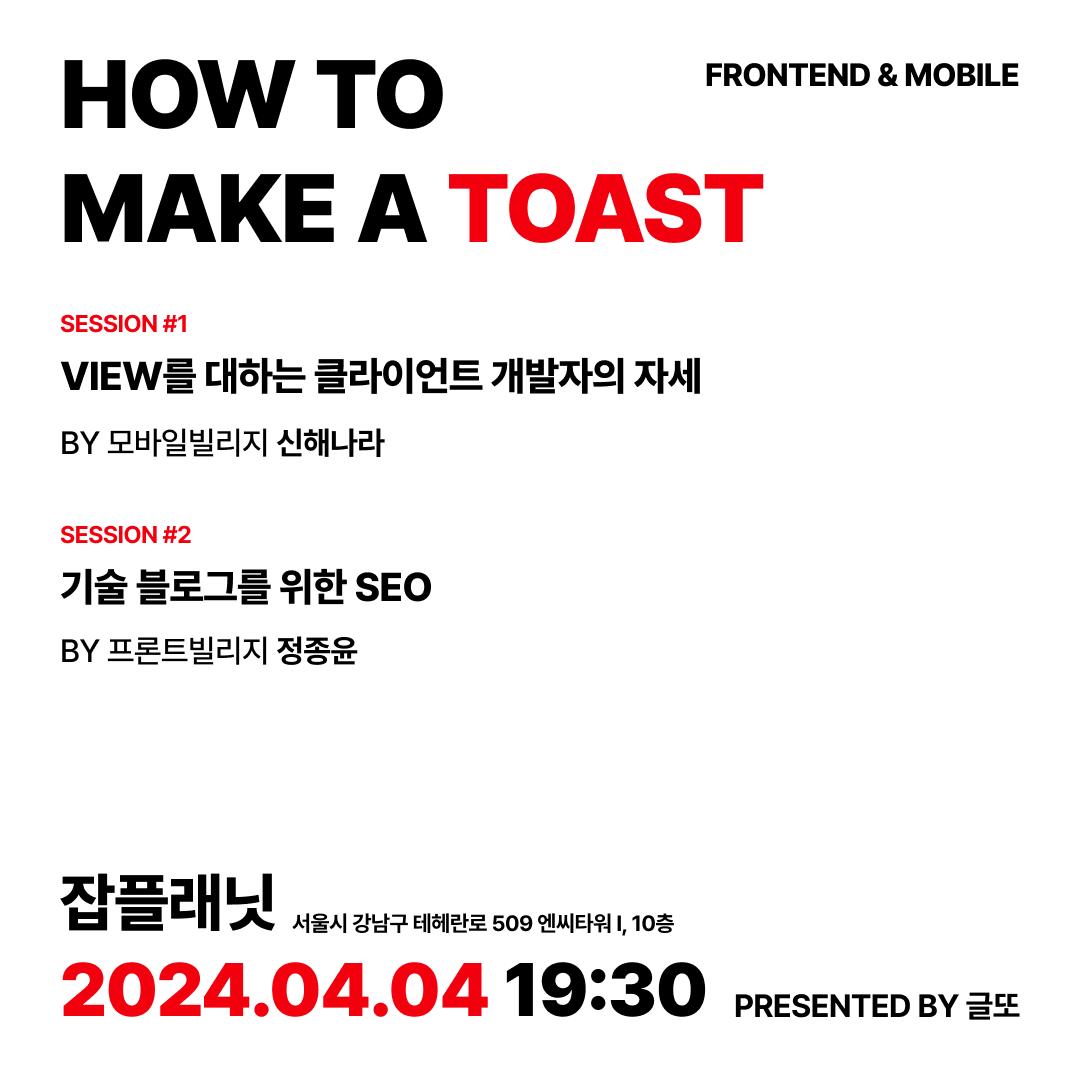 HOW TO
FRONTEND & MOBILE
MAKE A TOAST
SESSION #1
VIEW를 대하는 클라이언트 개발자의 자세
BY 모바일빌리지 신해나라
SESSION #2
기술 블로그를 위한 SEO
BY 프론트빌리지 정종윤
잡플래닛 서울시 강남구 테헤란로 509 엔씨타워 I, 10층
2024.04.04 19:30 PRESENTED BY 글또